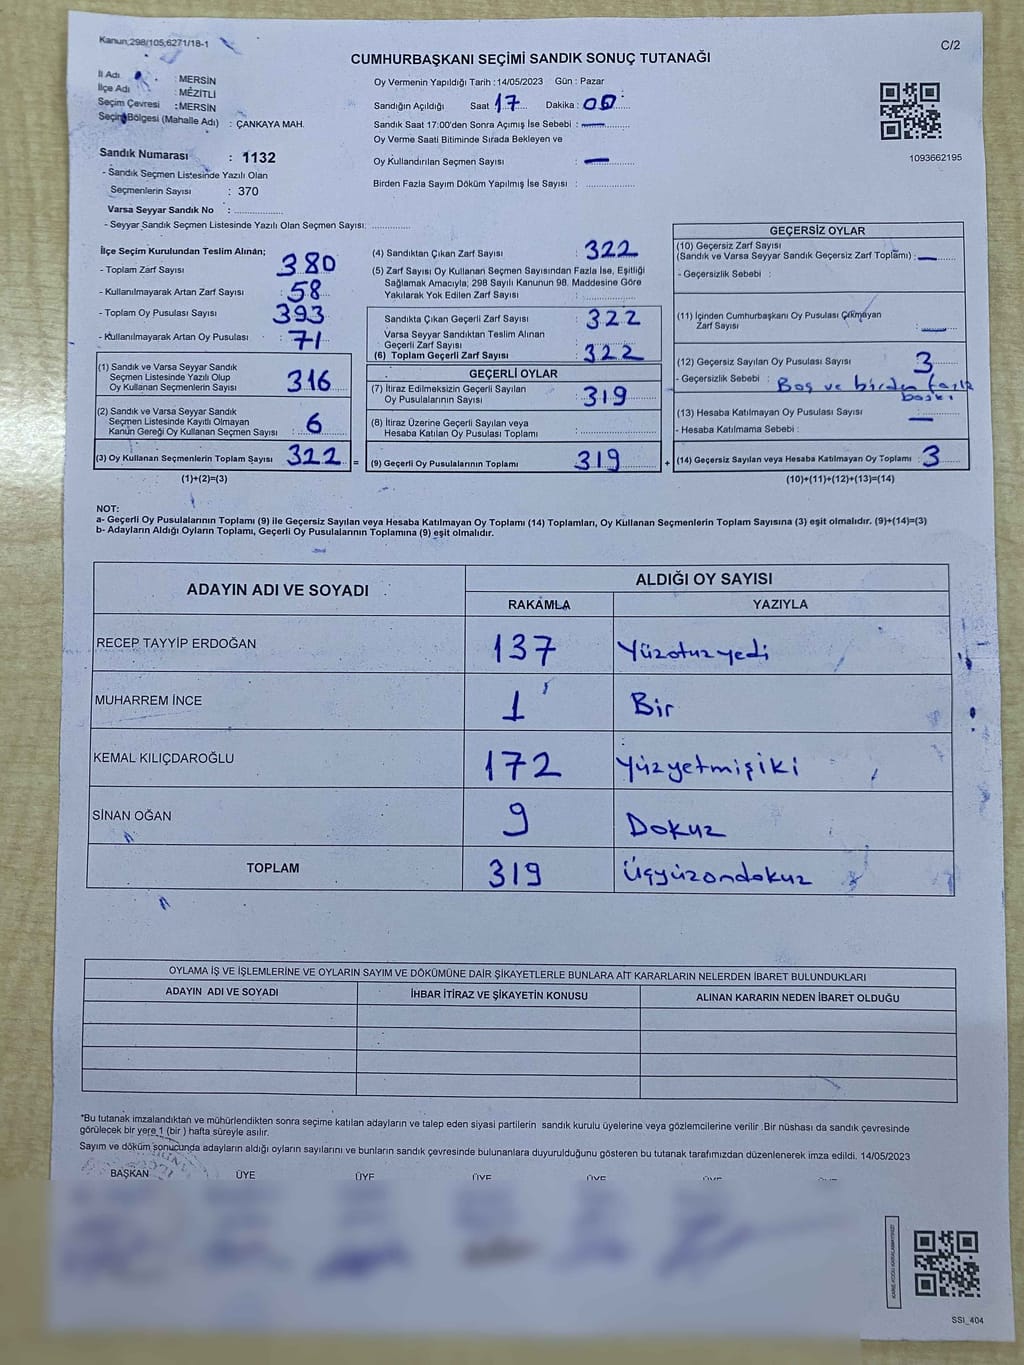 Kanun;298/105;6271/18-1
C/2
CUMHURBAŞKANI SEÇİMİ SANDIK SONUÇ TUTANAĞI
İl Adı : MERSİN
İlçe Adı : MEZİTLİ
Seçim Çevresi : MERSİN
Seçim Bölgesi (Mahalle Adı) : ÇANKAYA MAH.
Oy Vermenin Yapıldığı Tarih : 14/05/2023 Gün : Pazar
Sandığın Açıldığı Saat 17 Dakika : 00
Sandık Saat 17:00'den Sonra Açımış İse Sebebi : —
Oy Verme Saati Bitiminde Sırada Bekleyen ve
Oy Kullandırılan Seçmen Sayısı : —
Birden Fazla Sayım Döküm Yapılmış İse Sayısı : ................
1093662195
Sandık Numarası : 1132
- Sandık Seçmen Listesinde Yazılı Olan
Seçmenlerin Sayısı : 370
Varsa Seyyar Sandık No : ................
- Seyyar Sandık Seçmen Listesinde Yazılı Olan Seçmen Sayısı: ............
İlçe Seçim Kurulundan Teslim Alınan;
- Toplam Zarf Sayısı : 380
- Kullanılmayarak Artan Zarf Sayısı : 58
- Toplam Oy Pusulası Sayısı : 393
- Kullanılmayarak Artan Oy Pusulası : 71
(1) Sandık ve Varsa Seyyar Sandık
Seçmen Listesinde Yazılı Olup
Oy Kullanan Seçmenlerin Sayısı : 316
(2) Sandık ve Varsa Seyyar Sandık
Seçmen Listesinde Kayıtlı Olmayan
Kanun Gereği Oy Kullanan Seçmen Sayısı : 6
(3) Oy Kullanan Seçmenlerin Toplam Sayısı : 322 =
(1)+(2)=(3)
(4) Sandıktan Çıkan Zarf Sayısı : 322
(5) Zarf Sayısı Oy Kullanan Seçmen Sayısından Fazla İse, Eşitliği
Sağlamak Amacıyla; 298 Sayılı Kanunun 98. Maddesine Göre
Yakılarak Yok Edilen Zarf Sayısı : ................
Sandıkta Çıkan Geçerli Zarf Sayısı : 322
Varsa Seyyar Sandıktan Teslim Alınan
Geçerli Zarf Sayısı :
(6) Toplam Geçerli Zarf Sayısı : 322
GEÇERLİ OYLAR
(7) İtiraz Edilmeksizin Geçerli Sayılan
Oy Pusulalarının Sayısı : 319
(8) İtiraz Üzerine Geçerli Sayılan veya
Hesaba Katılan Oy Pusulası Toplamı : ................
(9) Geçerli Oy Pusulalarının Toplamı : 319 +
GEÇERSİZ OYLAR
(10) Geçersiz Zarf Sayısı
(Sandık ve Varsa Seyyar Sandık Geçersiz Zarf Toplamı) : —
- Geçersizlik Sebebi :
(11) İçinden Cumhurbaşkanı Oy Pusulası Çıkmayan
Zarf Sayısı : —
(12) Geçersiz Sayılan Oy Pusulası Sayısı : 3
- Geçersizlik Sebebi : Boş ve birden fazla
baskı
(13) Hesaba Katılmayan Oy Pusulası Sayısı : —
- Hesaba Katılmama Sebebi :
(14) Geçersiz Sayılan veya Hesaba Katılmayan Oy Toplamı : 3
(10)+(11)+(12)+(13)=(14)
NOT:
a- Geçerli Oy Pusulalarının Toplamı (9) ile Geçersiz Sayılan veya Hesaba Katılmayan Oy Toplamı (14) Toplamları, Oy Kullanan Seçmenlerin Toplam Sayısına (3) eşit olmalıdır. (9)+(14)=(3)
b- Adayların Aldığı Oyların Toplamı, Geçerli Oy Pusulalarının Toplamına (9) eşit olmalıdır.
ADAYIN ADI VE SOYADI ALDIĞI OY SAYISI
RAKAMLA YAZIYLA
RECEP TAYYİP ERDOĞAN 137 Yüzotuzyedi
MUHARREM İNCE 1 Bir
KEMAL KILIÇDAROĞLU 172 Yüzyetmişiki
SİNAN OĞAN 9 Dokuz
TOPLAM 319 Üçyüzondokuz
OYLAMA İŞ VE İŞLEMLERİNE VE OYLARIN SAYIM VE DÖKÜMÜNE DAİR ŞİKAYETLERLE BUNLARA AİT KARARLARIN NELERDEN İBARET BULUNDUKLARI
ADAYIN ADI VE SOYADI İHBAR İTİRAZ VE ŞİKAYETİN KONUSU ALINAN KARARIN NEDEN İBARET OLDUĞU
*Bu tutanak imzalandıktan ve mühürlendikten sonra seçime katılan adayların ve talep eden siyasi partilerin sandık kurulu üyelerine veya gözlemcilerine verilir .Bir nüshası da sandık çevresinde
görülecek bir yere 1 (bir ) hafta süreyle asılır.
Sayım ve döküm sonucunda adayların aldığı oyların sayılarını ve bunların sandık çevresinde bulunanlara duyurulduğunu gösteren bu tutanak tarafımızdan düzenlenerek imza edildi. 14/05/2023
BAŞKAN ÜYE ÜYE ÜYE ÜYE ÜYE ÜYE
SSI_404